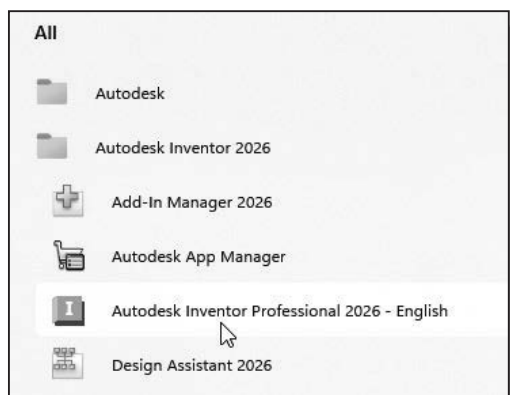 All
Autodesk
Autodesk Inventor 2026
Add-In Manager 2026
Autodesk App Manager
I
Autodesk Inventor Professional 2026 - English
Design Assistant 2026